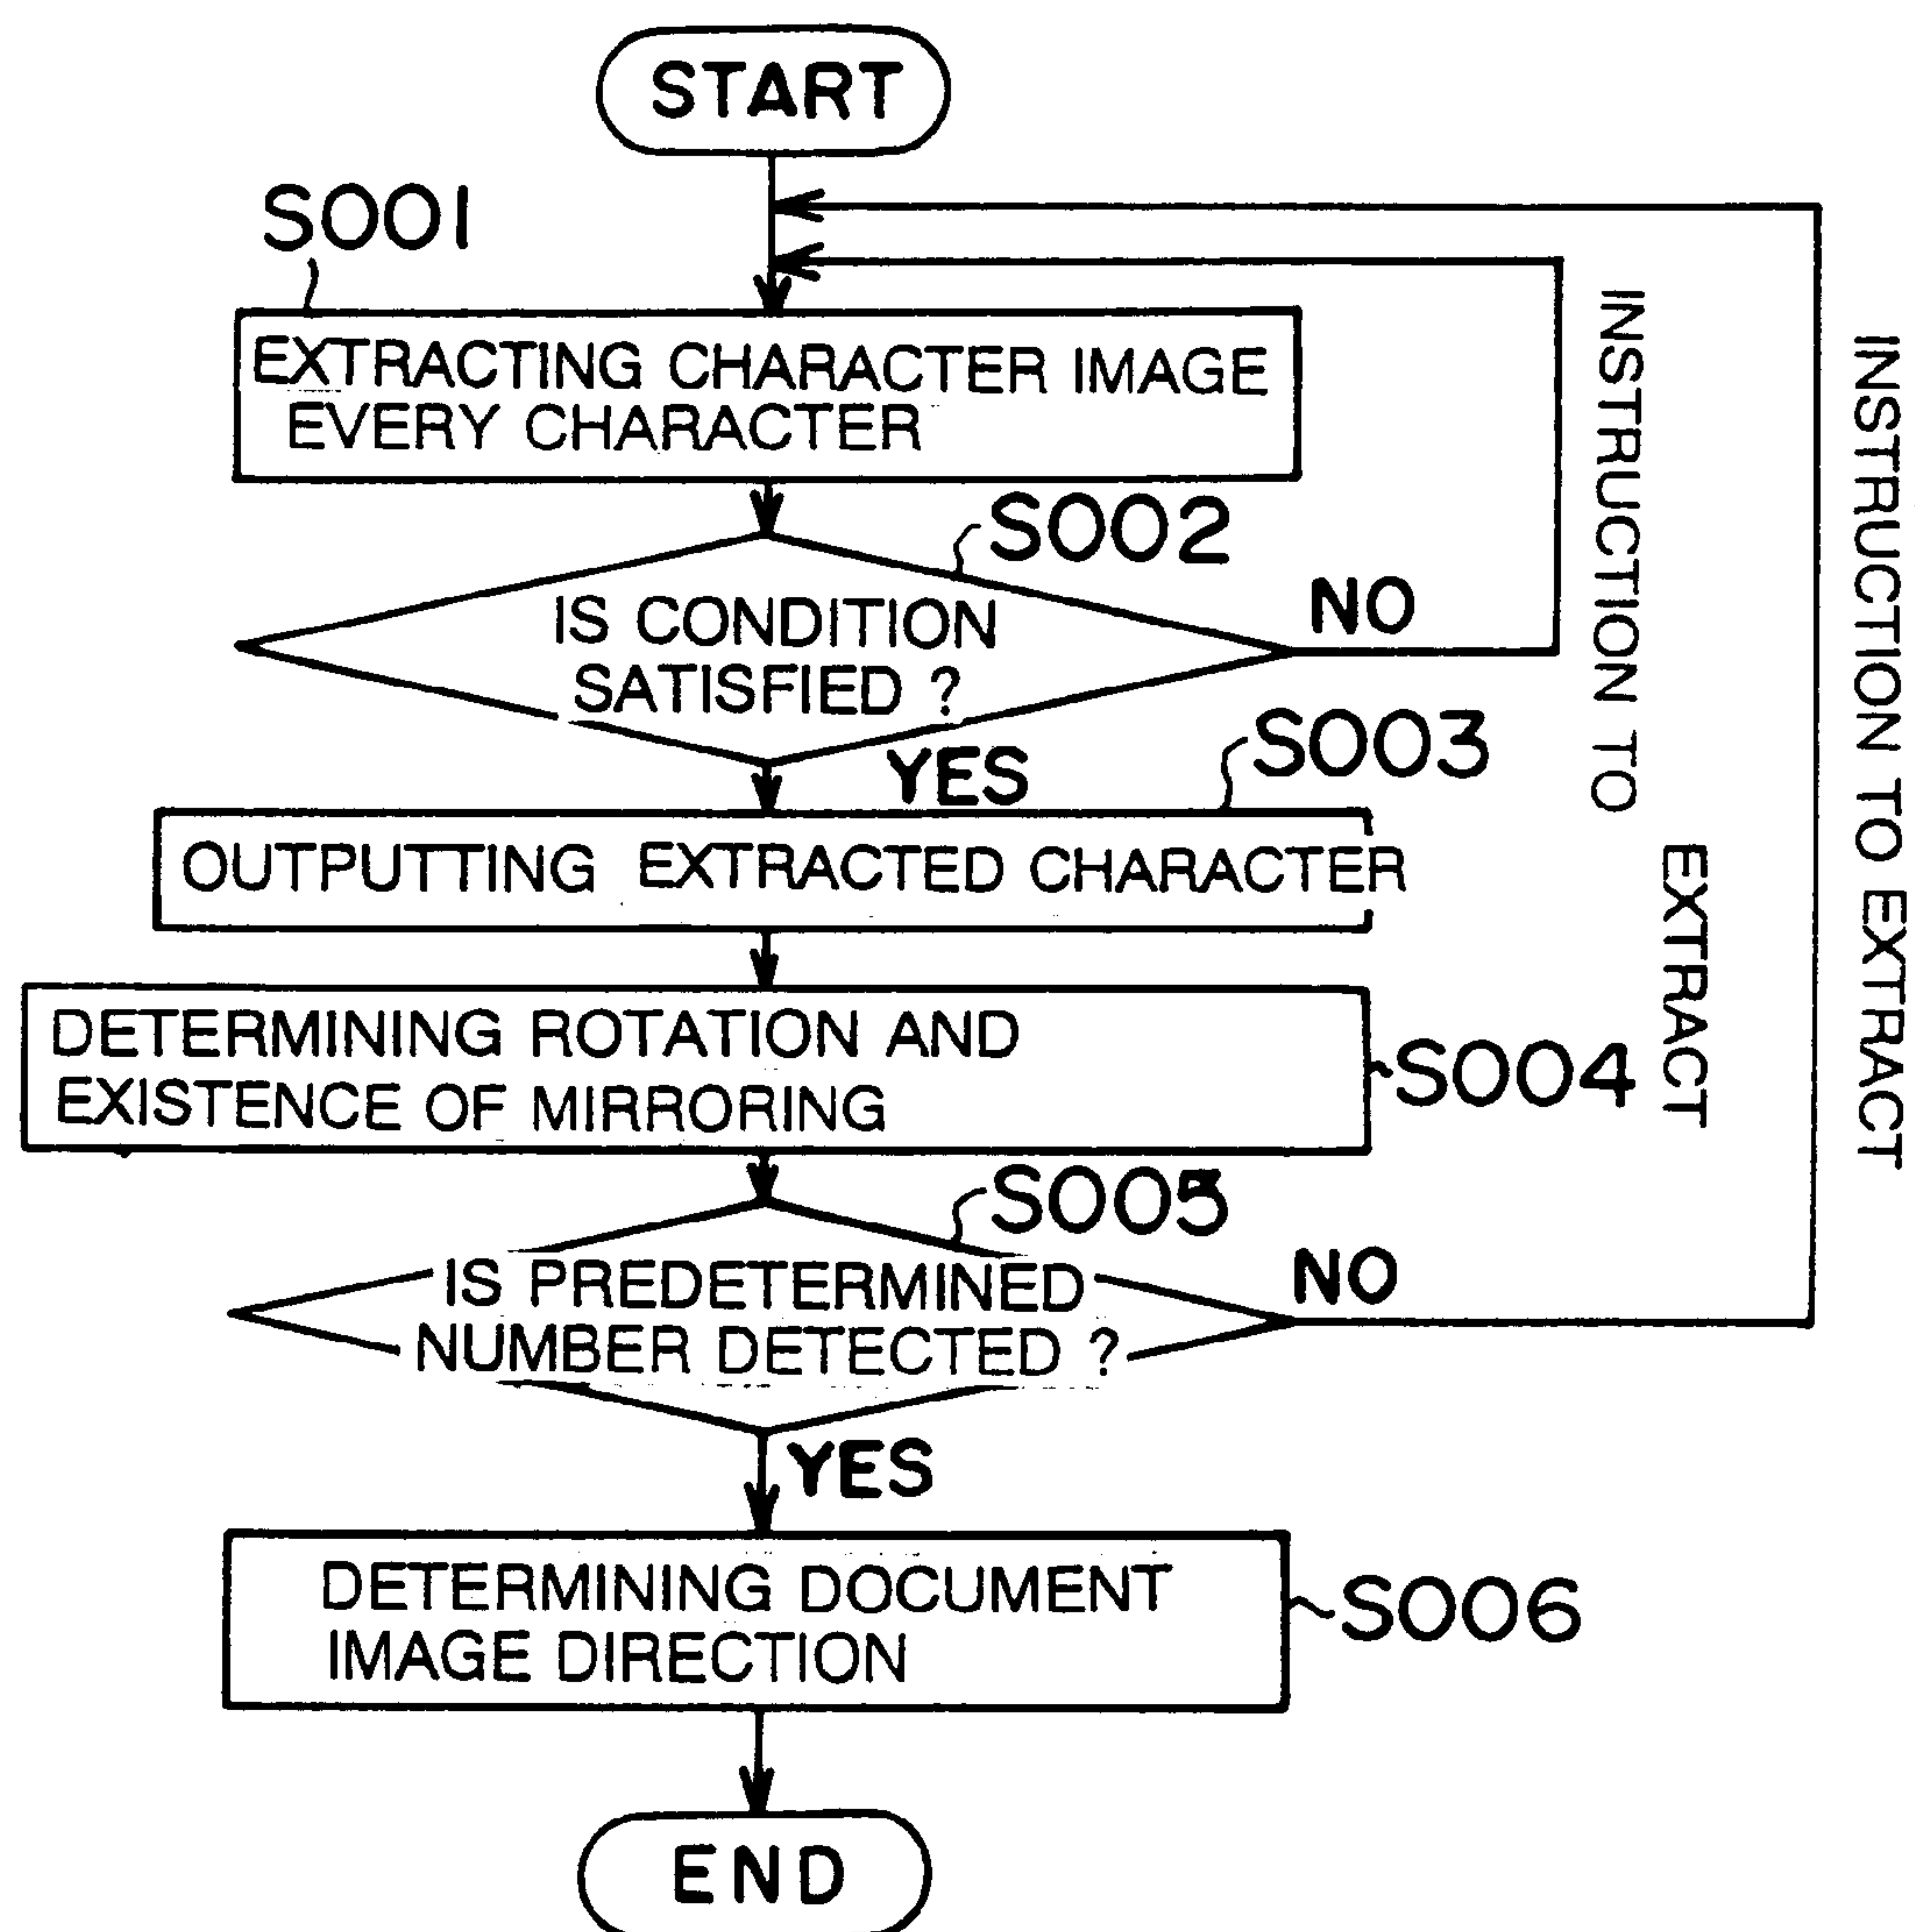 START
S001
EXTRACTING CHARACTER IMAGE
EVERY CHARACTER
S002
IS CONDITION
SATISFIED ?
NO
YES
S003
OUTPUTTING EXTRACTED CHARACTER
DETERMINING ROTATION AND
EXISTENCE OF MIRRORING
S004
S005
IS PREDETERMINED
NUMBER DETECTED ?
NO
YES
DETERMINING DOCUMENT
IMAGE DIRECTION
S006
END
INSTRUCTION TO
EXTRACT
INSTRUCTION TO EXTRACT